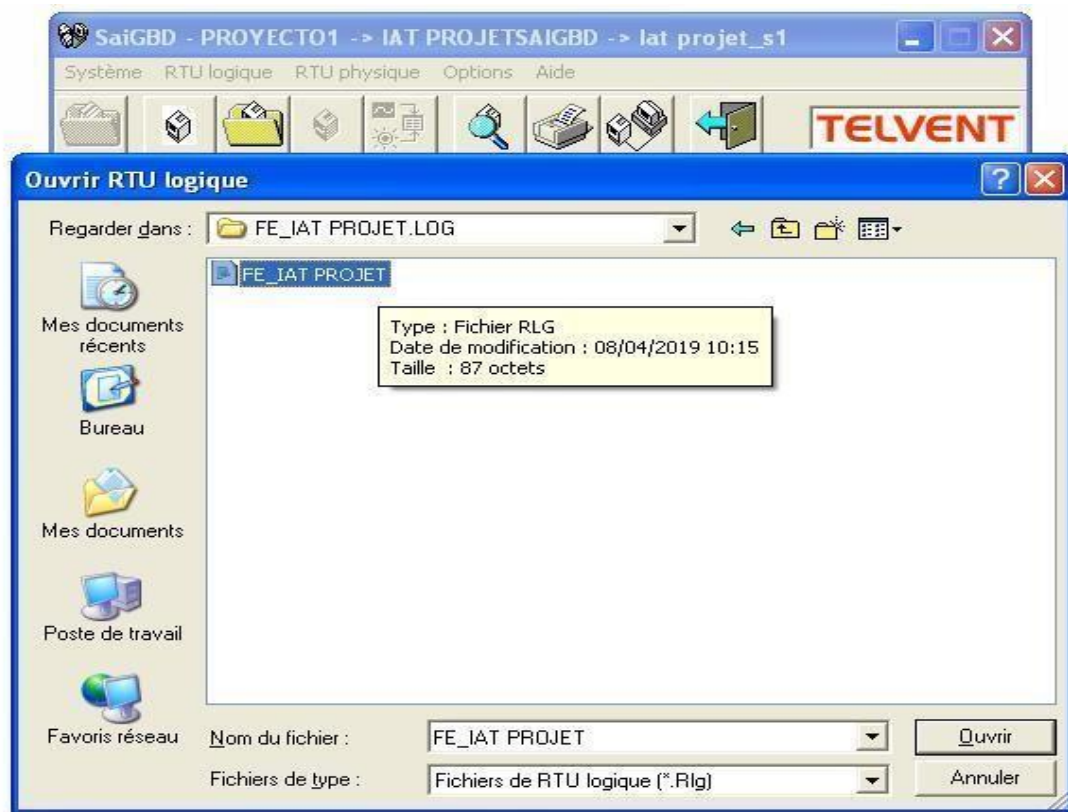 SaiGBD - PROYECTO1 -> IAT PROJETSAIGBD -> Iat projet_s1
Système RTU logique RTU physique Options Aide
TELVENT
Ouvrir RTU logique
Regarder dans : FE_IAT PROJET.LOG
FE_IAT PROJET
Type : Fichier RLG
Date de modification : 08/04/2019 10:15
Taille : 87 octets
Mes documents
récents
Bureau
Mes documents
Poste de travail
Favoris réseau
Nom du fichier : FE_IAT PROJET Ouvrir
Fichiers de type : Fichiers de RTU logique (*.Rlg) Annuler